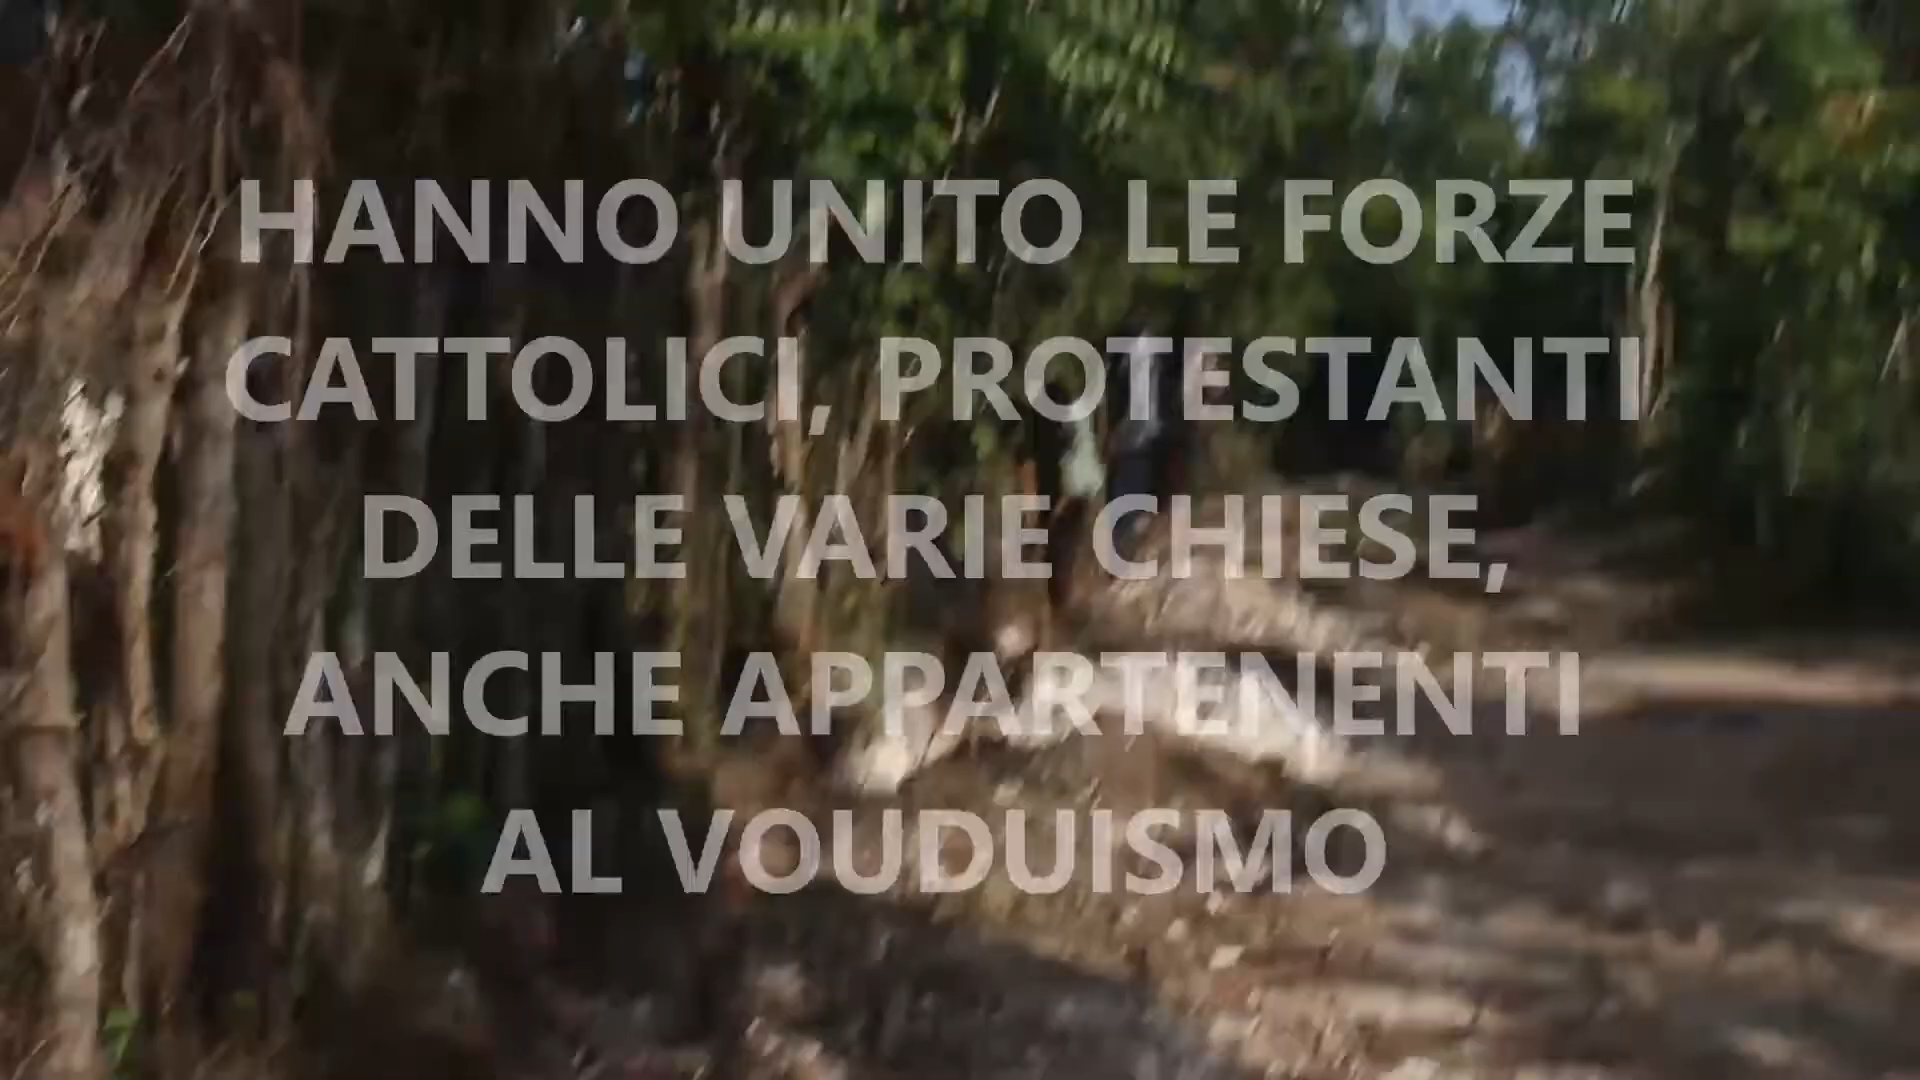 HANNO UNITO LE FORZE
CATTOLICI, PROTESTANTI
DELLE VARIE CHIESE,
ANCHE APPARTENENTI
AL VOUDUISMO